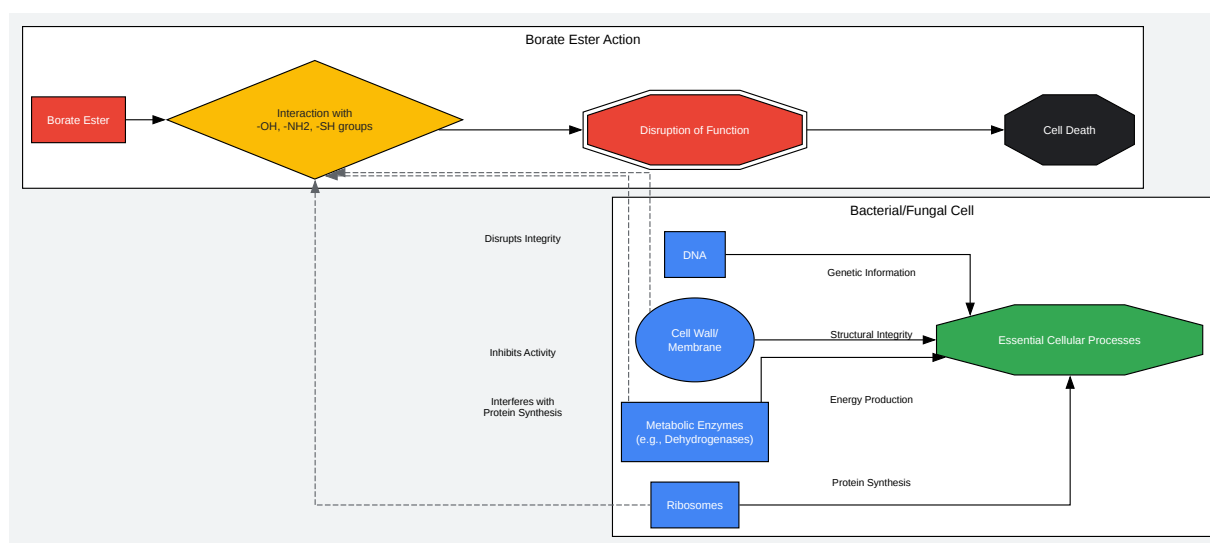 Borate Ester Action
Borate Ester
Interaction with
-OH, -NH2, -SH groups
Disruption of Function
Cell Death
Bacterial/Fungal Cell
DNA
Genetic Information
Disrupts Integrity
Cell Wall/
Membrane
Structural Integrity
Essential Cellular Processes
Inhibits Activity
Interferes with
Protein Synthesis
Energy Production
Metabolic Enzymes
(e.g., Dehydrogenases)
Protein Synthesis
Ribosomes